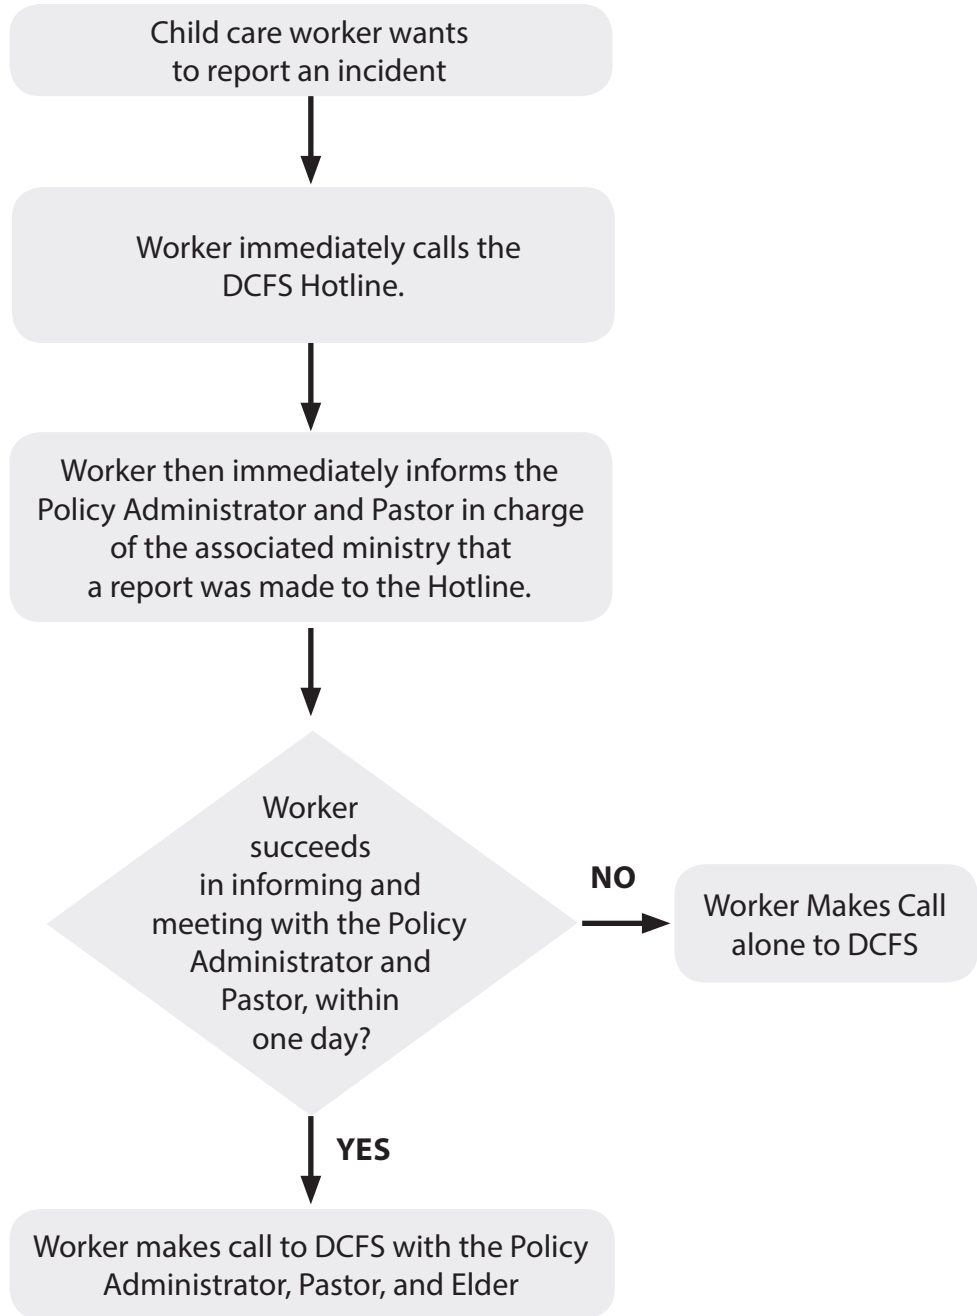 Child care worker wants
to report an incident
Worker immediately calls the
DCFS Hotline.
Worker then immediately informs the
Policy Administrator and Pastor in charge
of the associated ministry that
a report was made to the Hotline.
Worker
succeeds
in informing and
meeting with the Policy
Administrator and
Pastor, within
one day?
NO
Worker Makes Call
alone to DCFS
YES
Worker makes call to DCFS with the Policy
Administrator, Pastor, and Elder